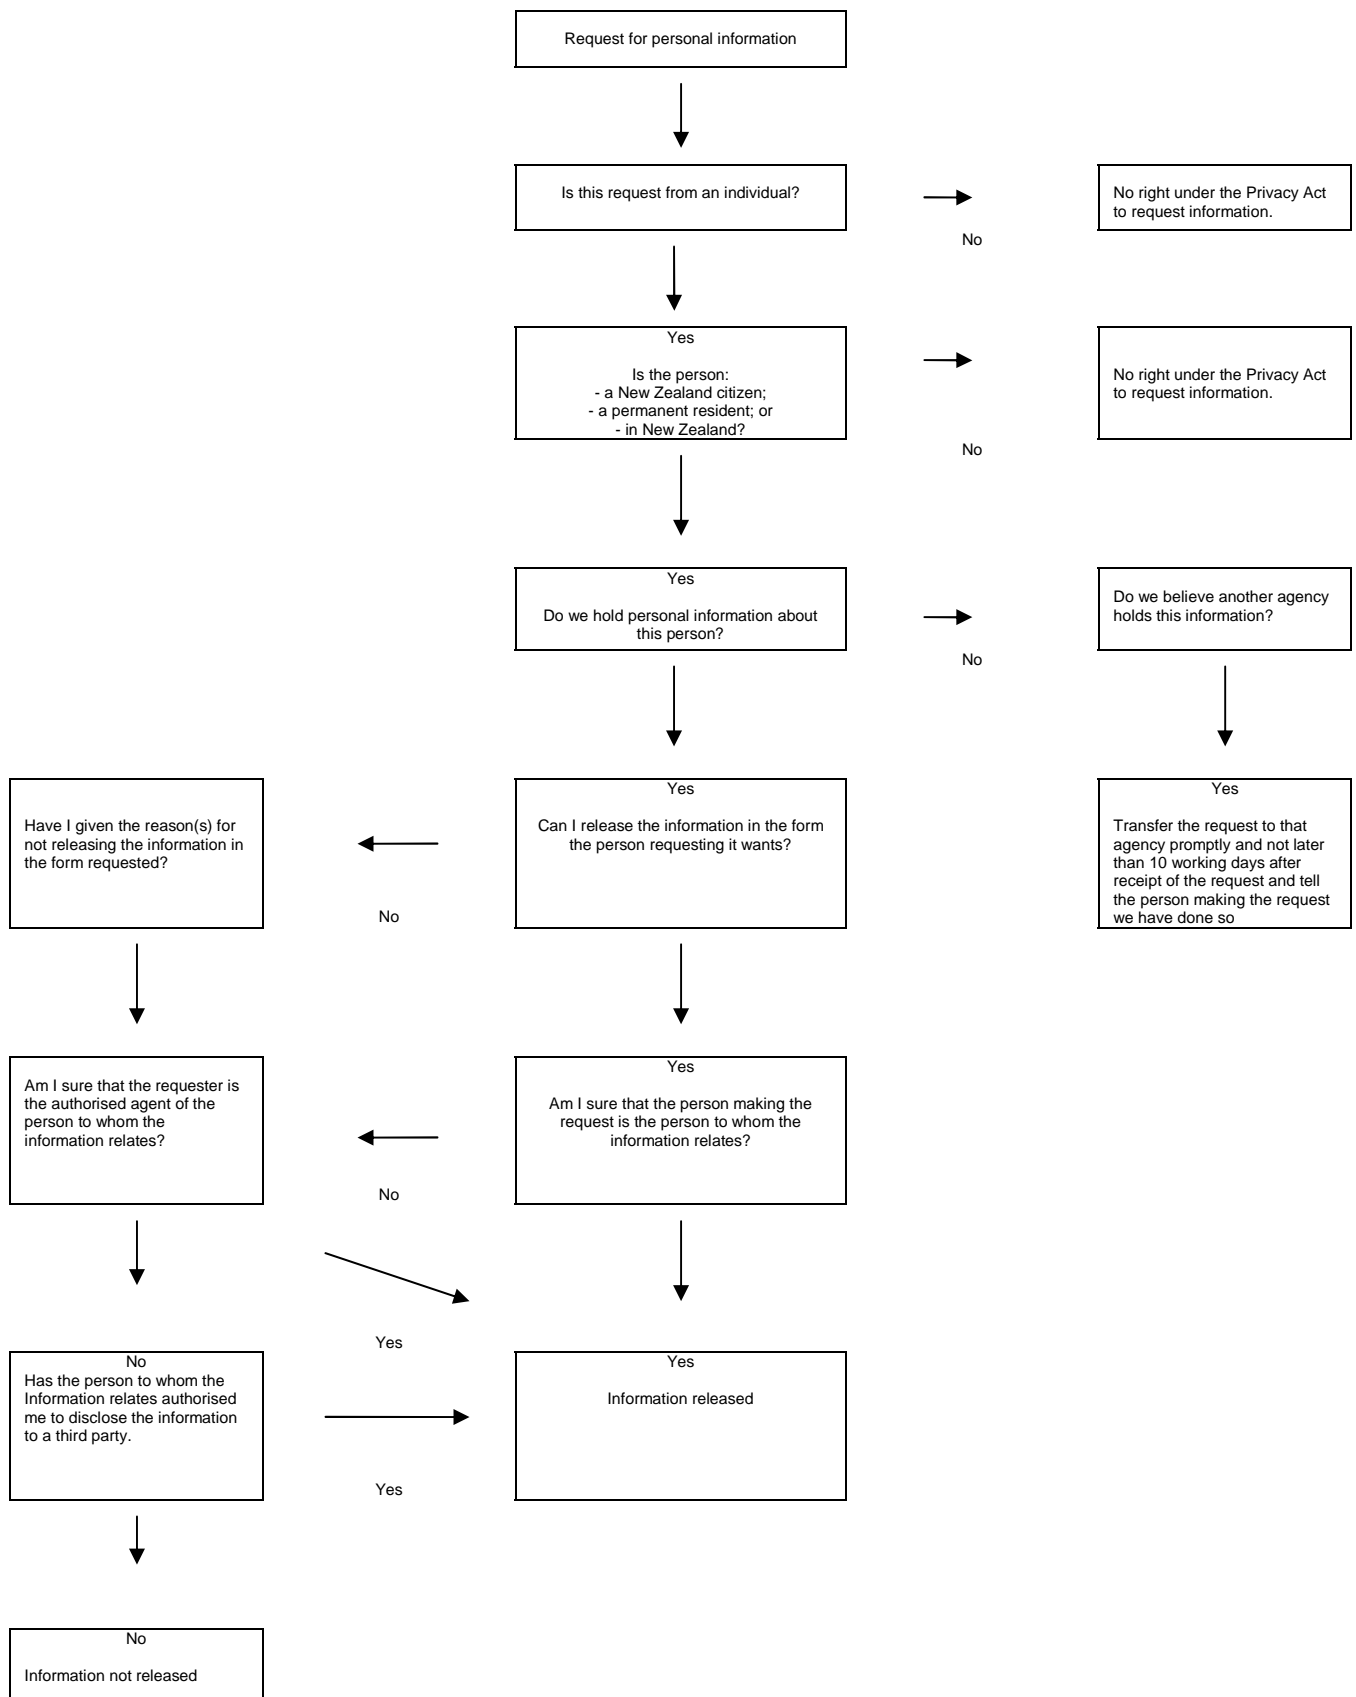 Request for personal information
Is this request from an individual?
No right under the Privacy Act
to request information.
No
Yes
Is the person:
- a New Zealand citizen;
- a permanent resident; or
- in New Zealand?
No right under the Privacy Act
to request information.
No
Yes
Do we hold personal information about
this person?
Do we believe another agency
holds this information?
No
Have I given the reason(s) for
not releasing the information in
the form requested?
No
Yes
Can I release the information in the form
the person requesting it wants?
Yes
Transfer the request to that
agency promptly and not later
than 10 working days after
receipt of the request and tell
the person making the request
we have done so
Am I sure that the requester is
the authorised agent of the
person to whom the
information relates?
No
Yes
Am I sure that the person making the
request is the person to whom the
information relates?
Yes
No
Has the person to whom the
Information relates authorised
me to disclose the information
to a third party.
Yes
Yes
Information released
No
Information not released